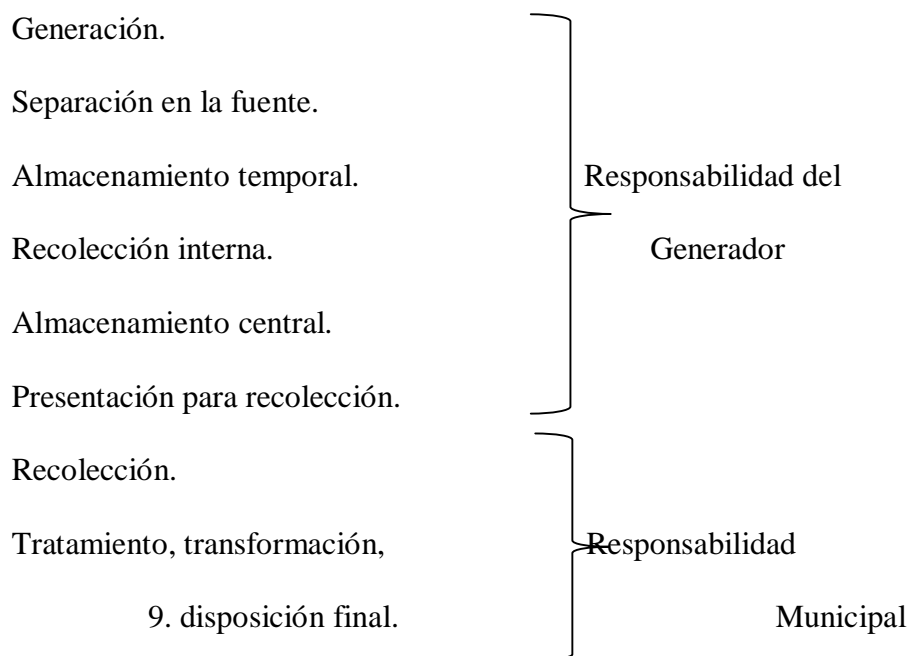 Generación.
Separación en la fuente.
Almacenamiento temporal. Responsabilidad del
Recolección interna. Generador
Almacenamiento central.
Presentación para recolección.
Recolección.
Tratamiento, transformación, Responsabilidad
9. disposición final. Municipal